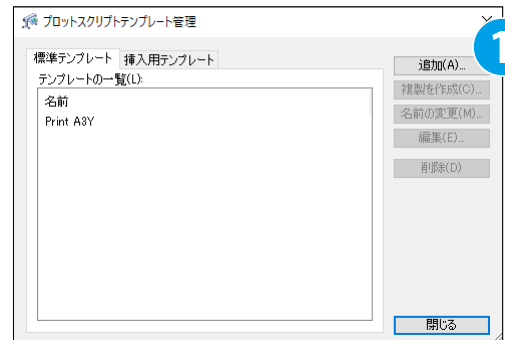 プロットスクリプトテンプレート管理
1
標準テンプレート 挿入用テンプレート
追加(A)...
テンプレートの一覧(L):
複製を作成(C)...
名前
名前の変更(M)...
Print A3Y
編集(E)...
削除(D)
閉じる